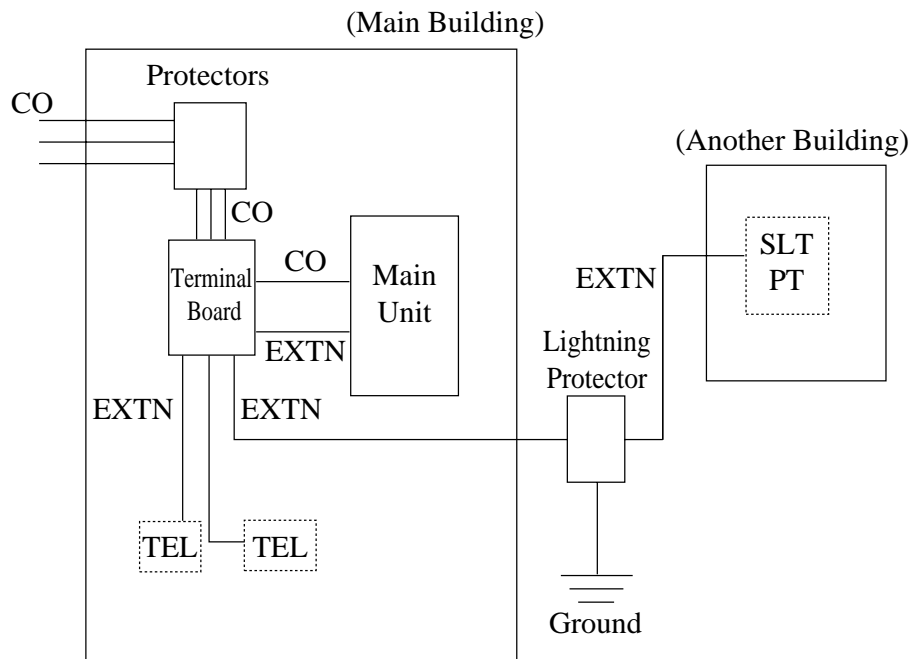 (Main Building)
Protectors
CO
(Another Building)
CO
Terminal
Board
CO
Main
Unit
EXTN
SLT
PT
EXTN
Lightning
Protector
EXTN
EXTN
TEL
TEL
Ground